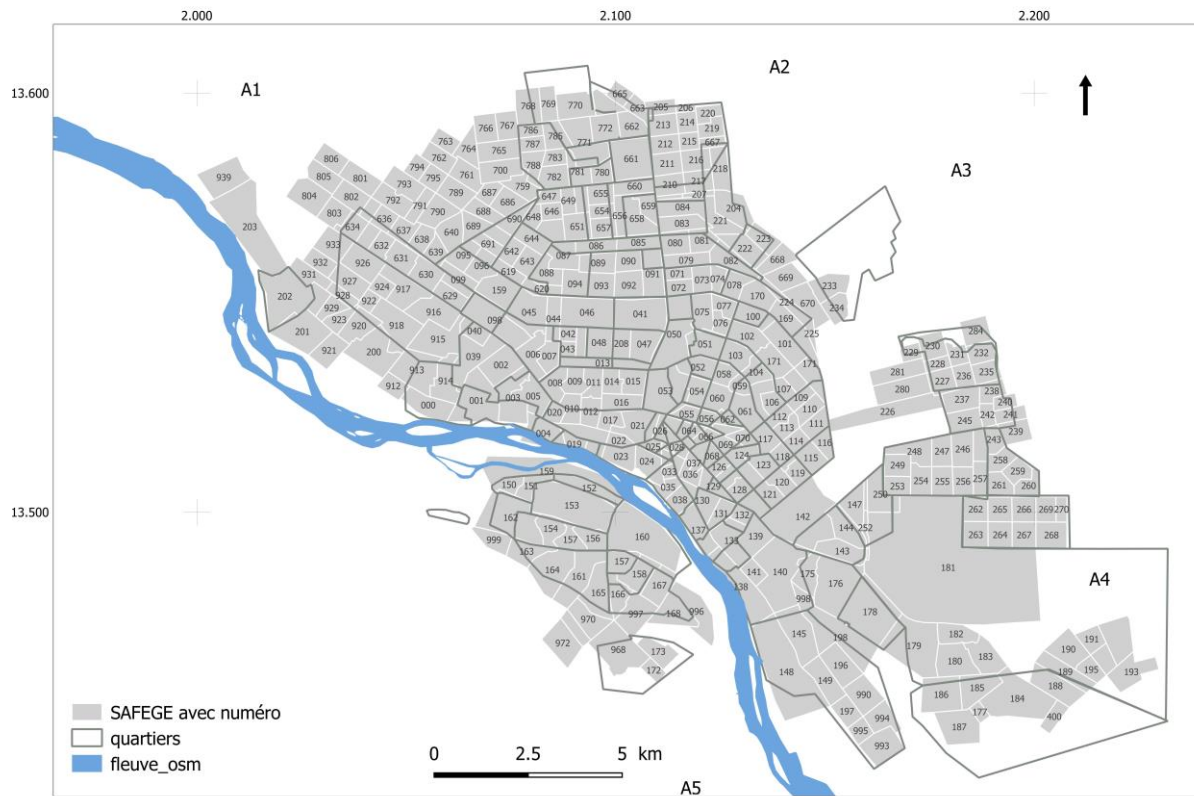 2.000 2.100 2.200
A2
13.600 A1
665
768 769 770 663 205 206 220
766 767 786 785 772 662 213 214 219
763 764 787 771 212 215 667
806 762 765 783 661 211 216 218
805 801 794 795 761 700 788 782 781 780
939 793 759 660 210 217 A3
804 802 792 791 789 687 686 647 649 655 659 207
203 803 636 790 688 690 648 646 654 656 658 084 204
634 637 640 689 651 657 083 221
933 632 638 691 644 086 085 080 081 222 223
932 926 631 639 095 642 643 087 089 090 079 082 668
931 927 924 630 096 619 088 091 071 073 074 669
202 928 922 917 099 159 620 094 093 092 072 078 170 224 670 233
929 923 916 629 098 045 044 046 041 075 077 100 169 234
201 920 918 915 040 042 050 076 102 225
921 200 039 006 007 043 048 208 047 051 103 101 284
913 002 013 052 104 171 171 229 230 231 232
912 914 003 005 008 009 011 014 015 053 054 058 059 107 281 228 235
000 001 020 010 012 016 055 060 106 109 280 227 236 238
004 017 021 026 064 056 062 061 112 110 226 237 240
019 022 025 028 066 069 070 113 111 245 242 241
023 024 037 068 117 114 116 243 239
159 033 036 126 124 118 115 248 247 246 258
150 151 152 035 129 123 119 249 259
13.500 153 038 130 128 121 120 253 254 255 256 257 261 260
162 131 132 142 147 250 262 265 266 269 270
999 154 157 156 160 137 133 139 144 252 263 264 267 268
163 157 143
164 161 158 141 140 175 181 A4
165 166 167 138 998 176 178
970 997 168 996 145 198 179 182 191
972 968 173 196 180 183 190 195
172 148 149 990 186 185 189 193
SAFEGE avec numéro 197 994 177 184 188
quartiers 995 187 400
fleuve_osm 993
0 2.5 5 km
A5